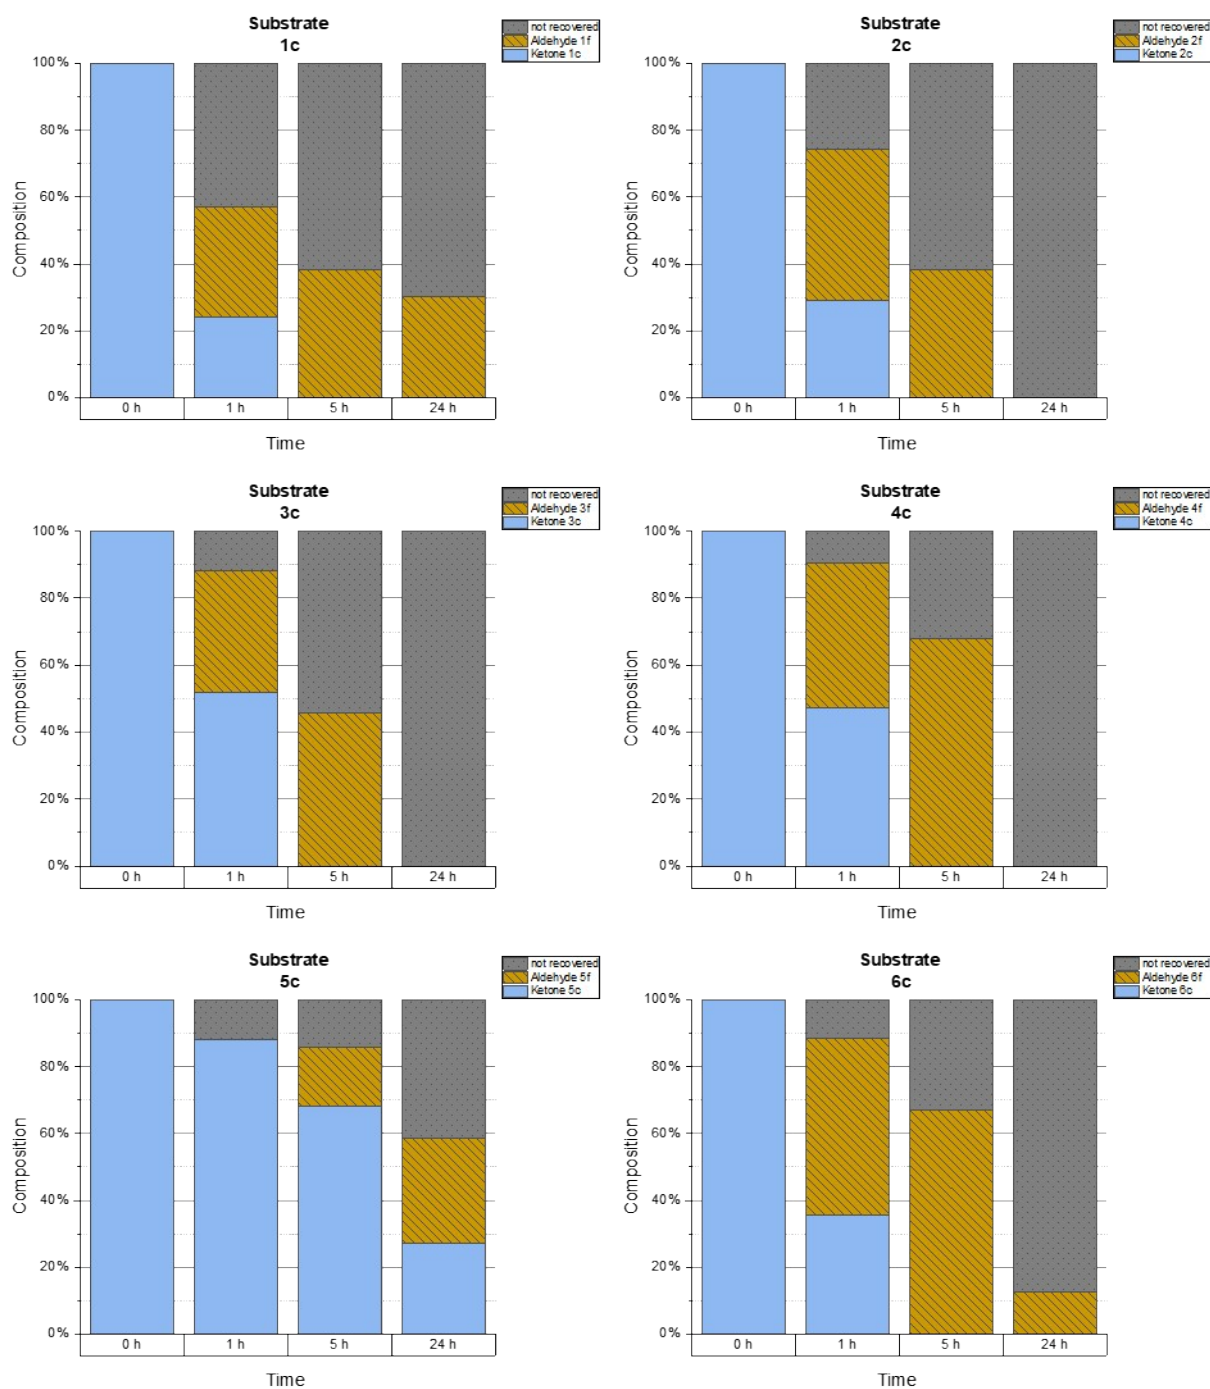 Substrate
1c
not recovered
Aldehyde 1f
Ketone 1c
100%
80%
60%
40%
20%
0%
Composition
0 h 1 h 5 h 24 h
Time
Substrate
2c
not recovered
Aldehyde 2f
Ketone 2c
100%
80%
60%
40%
20%
0%
Composition
0 h 1 h 5 h 24 h
Time
Substrate
3c
not recovered
Aldehyde 3f
Ketone 3c
100%
80%
60%
40%
20%
0%
Composition
0 h 1 h 5 h 24 h
Time
Substrate
4c
not recovered
Aldehyde 4f
Ketone 4c
100%
80%
60%
40%
20%
0%
Composition
0 h 1 h 5 h 24 h
Time
Substrate
5c
not recovered
Aldehyde 5f
Ketone 5c
100%
80%
60%
40%
20%
0%
Composition
0 h 1 h 5 h 24 h
Time
Substrate
6c
not recovered
Aldehyde 6f
Ketone 6c
100%
80%
60%
40%
20%
0%
Composition
0 h 1 h 5 h 24 h
Time